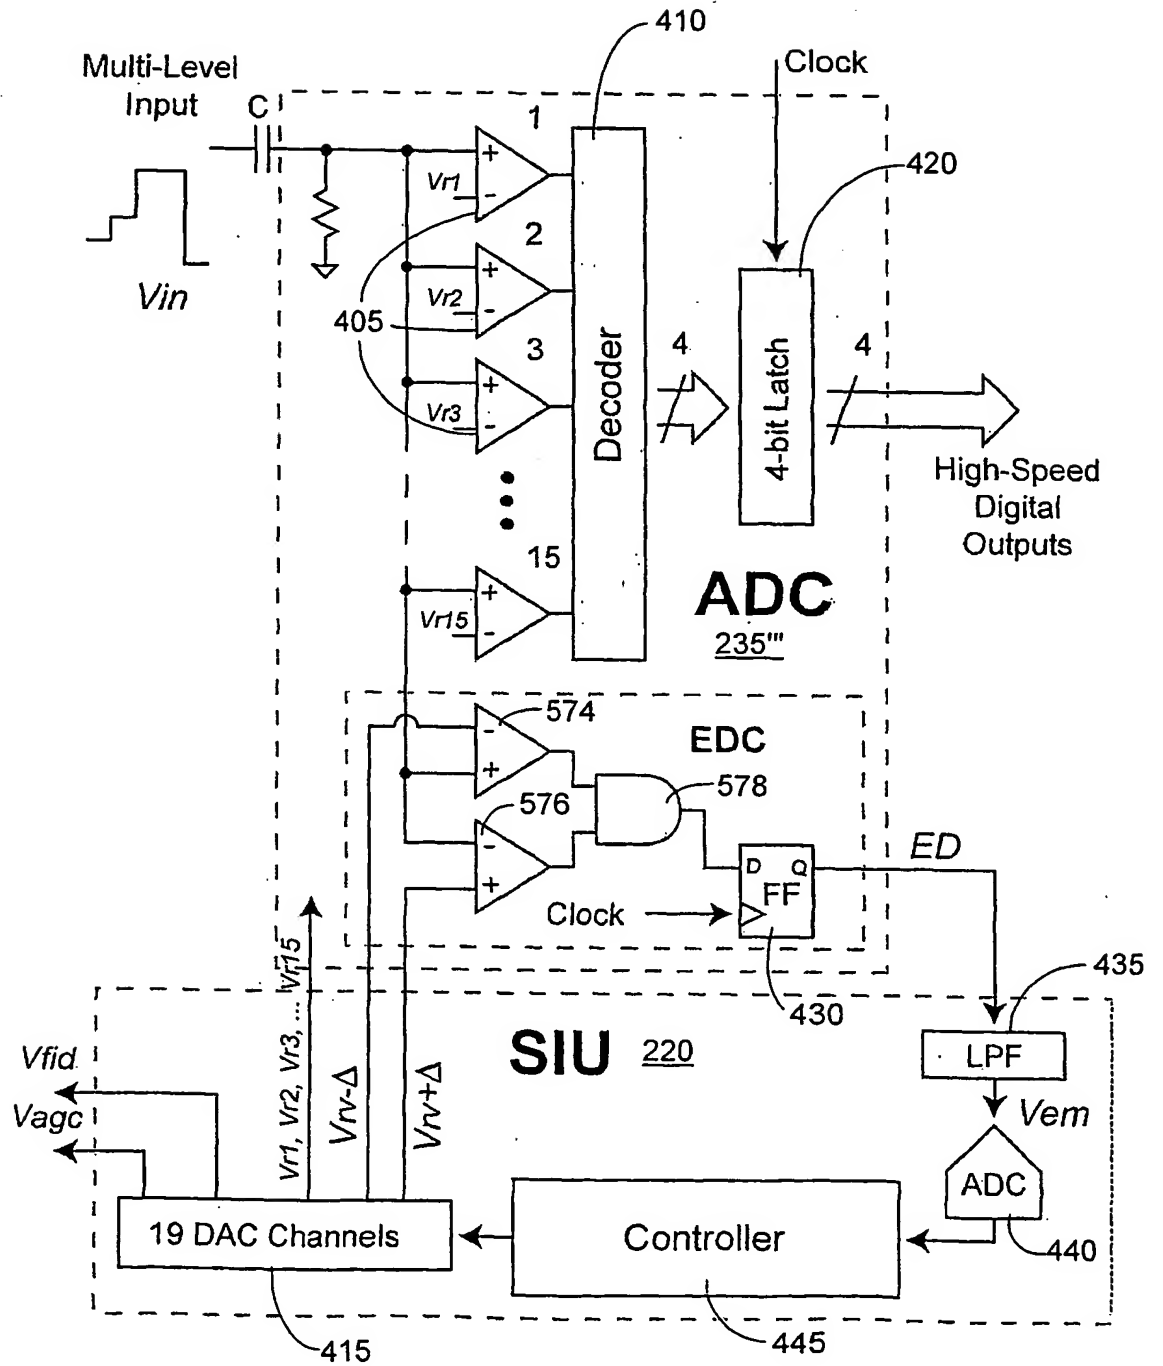 410
Multi-Level
Input
C
Clock
1
420
+
Vr1
-
Vin
2
+
Vr2
-
405
3
+
Vr3
-
Decoder
4
4-bit Latch
4
High-Speed
Digital
Outputs
15
+
Vr15
-
ADC
235'''
574
-
+
EDC
578
576
-
+
ED
D Q
FF
Clock
430
435
Vr1, Vr2, Vr3, ... Vr15
Vrv-Δ
Vrv+Δ
SIU 220
LPF
Vfid
Vagc
Vem
ADC
440
19 DAC Channels
Controller
415
445